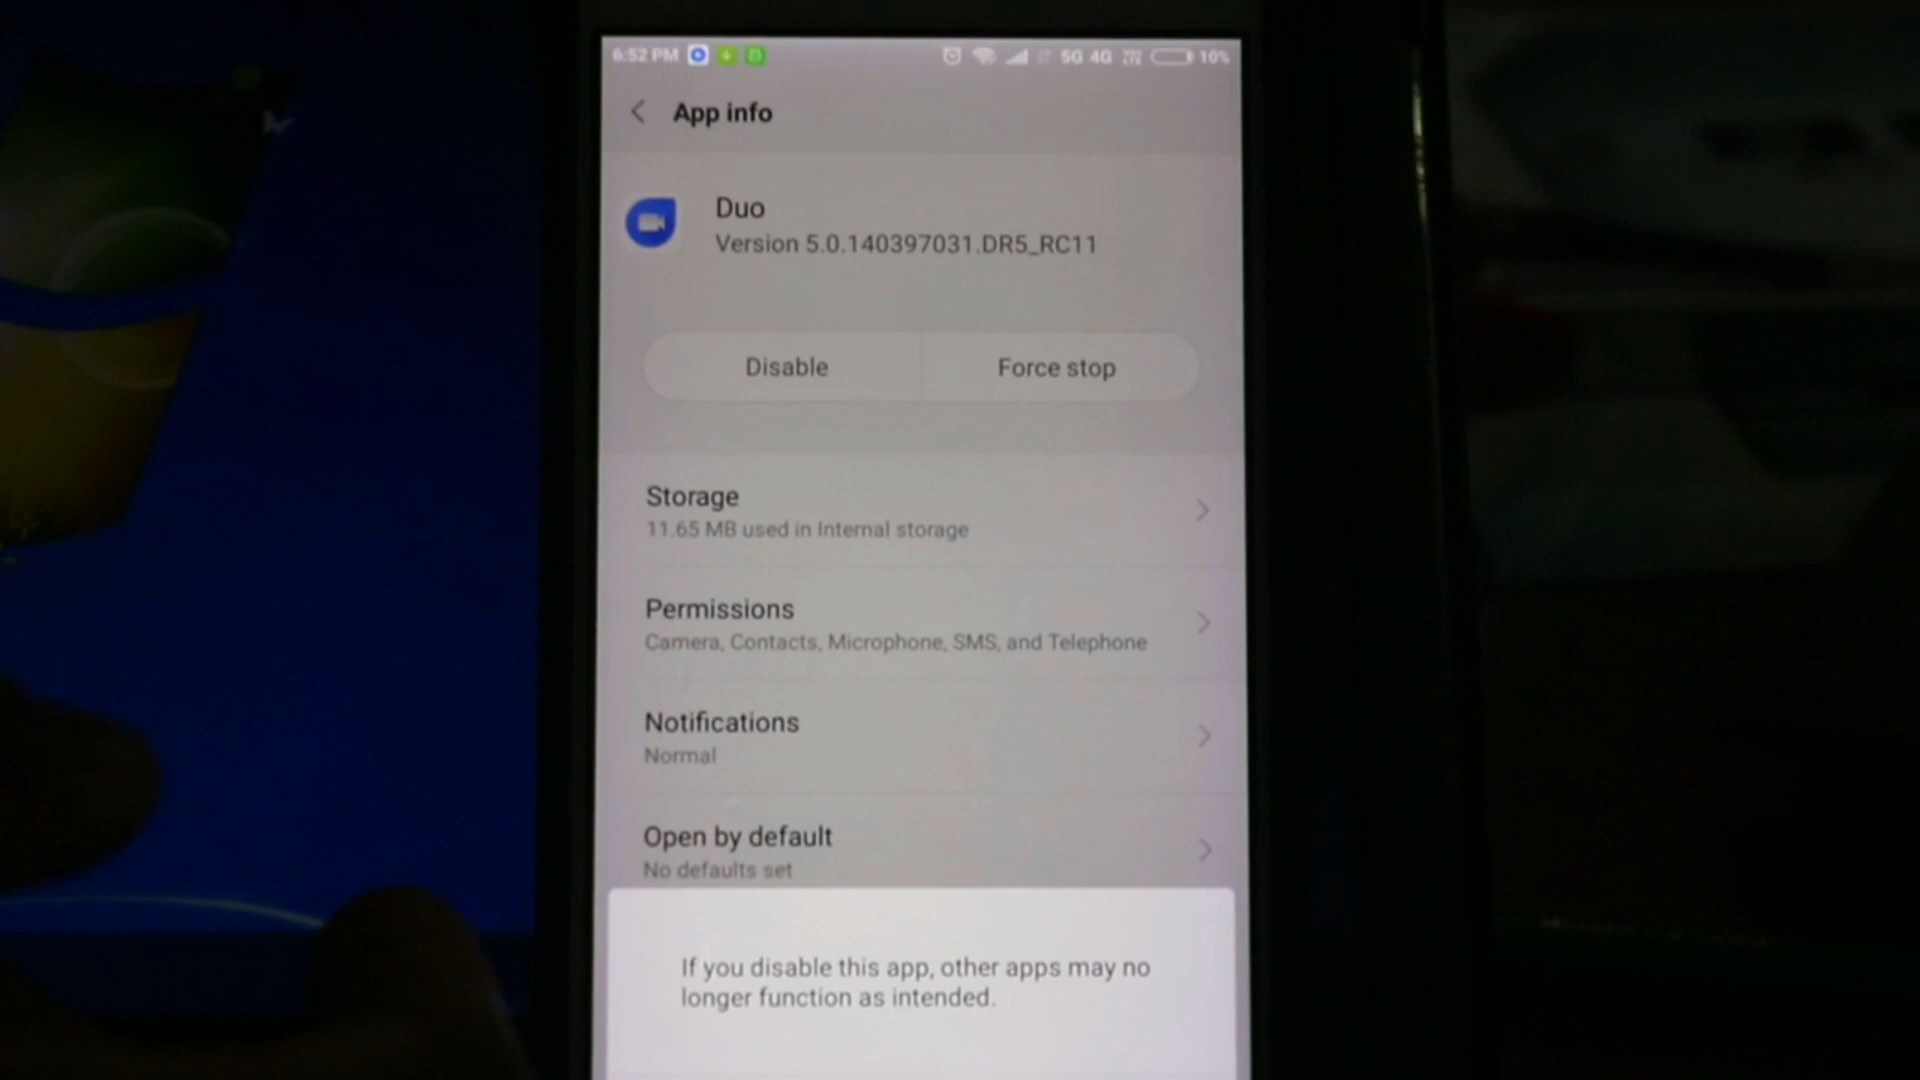 6:52 PM 5G 4G 10%
App info
Duo
Version 5.0.140397031.DR5_RC11
Disable Force stop
Storage
11.65 MB used in Internal storage
Permissions
Camera, Contacts, Microphone, SMS, and Telephone
Notifications
Normal
Open by default
No defaults set
If you disable this app, other apps may no
longer function as intended.